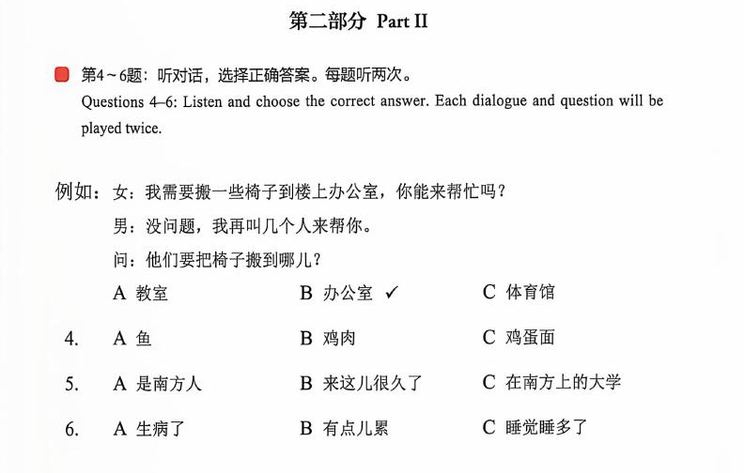 第二部分 Part II
第4～6题：听对话，选择正确答案。每题听两次。
Questions 4–6: Listen and choose the correct answer. Each dialogue and question will be
played twice.
例如：女：我需要搬一些椅子到楼上办公室，你能来帮忙吗？
男：没问题，我再叫几个人来帮你。
问：他们要把椅子搬到哪儿？
A 教室 B 办公室 ✓ C 体育馆
4. A 鱼 B 鸡肉 C 鸡蛋面
5. A 是南方人 B 来这儿很久了 C 在南方上的大学
6. A 生病了 B 有点儿累 C 睡觉睡多了